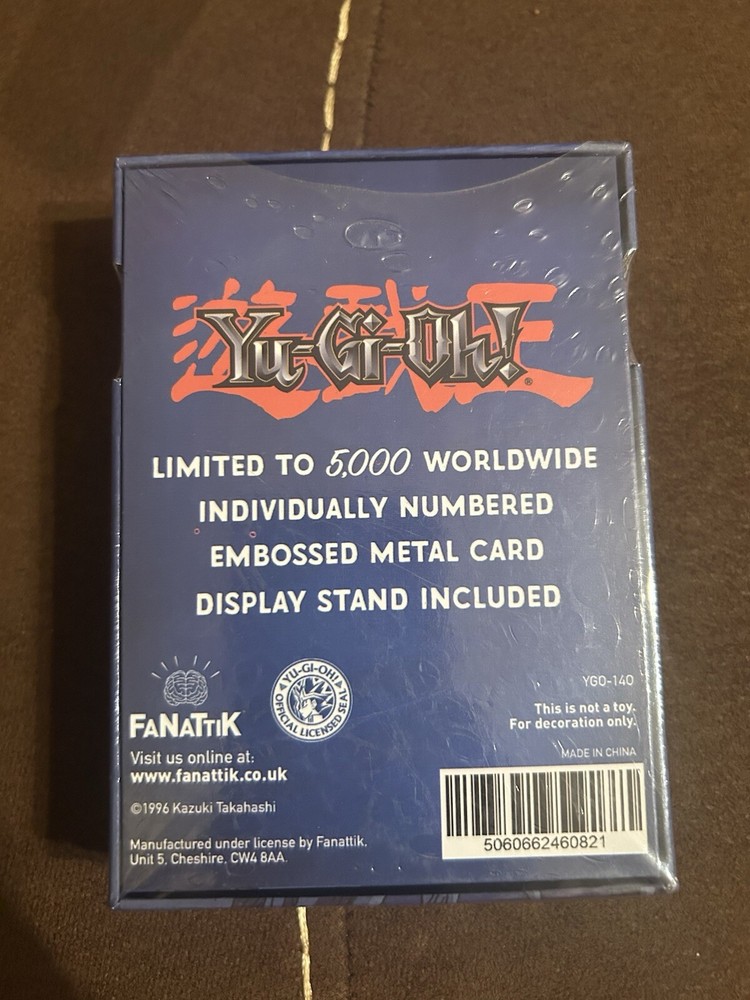 遊戯王
Yu-Gi-Oh!®
LIMITED TO 5,000 WORLDWIDE
INDIVIDUALLY NUMBERED
EMBOSSED METAL CARD
DISPLAY STAND INCLUDED
YGO-140
This is not a toy.
For decoration only.
MADE IN CHINA
YU-GI-OH! OFFICIAL LICENSED SEAL
FANATTIK
Visit us online at:
www.fanattik.co.uk
©1996 Kazuki Takahashi
Manufactured under license by Fanattik.
Unit 5, Cheshire, CW4 8AA.
5060662460821